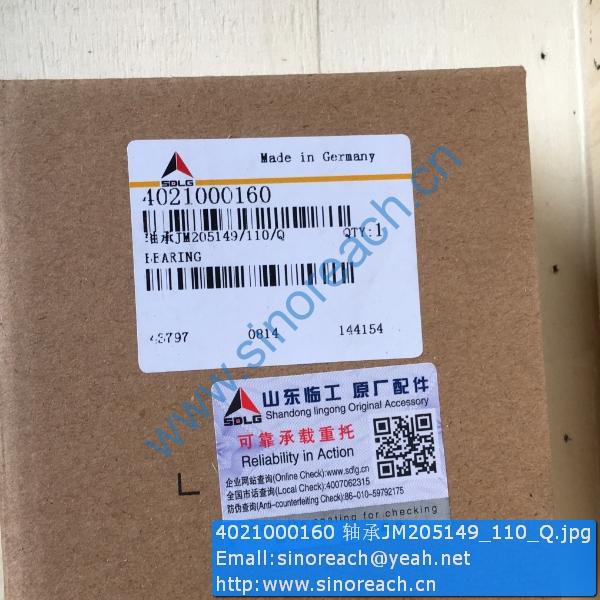 Made in Germany
SDLG
4021000160
轴承JM205149/110/Q QTY:1
BEARING
43797 0814 144154
SDLG
山东临工 原厂配件
Shandong lingong Original Accessory
可靠承载重托
Reliability in Action
企业网站查询(Online Check):www.sdlg.cn
全国市话查询(Local Check):4007062315
防伪查询(Anti-counterfeiting Check):86-010-59792175
coating for checking
www.sinoreach.cn
4021000160 轴承JM205149_110_Q.jpg
Email:sinoreach@yeah.net
http:www.sinoreach.cn